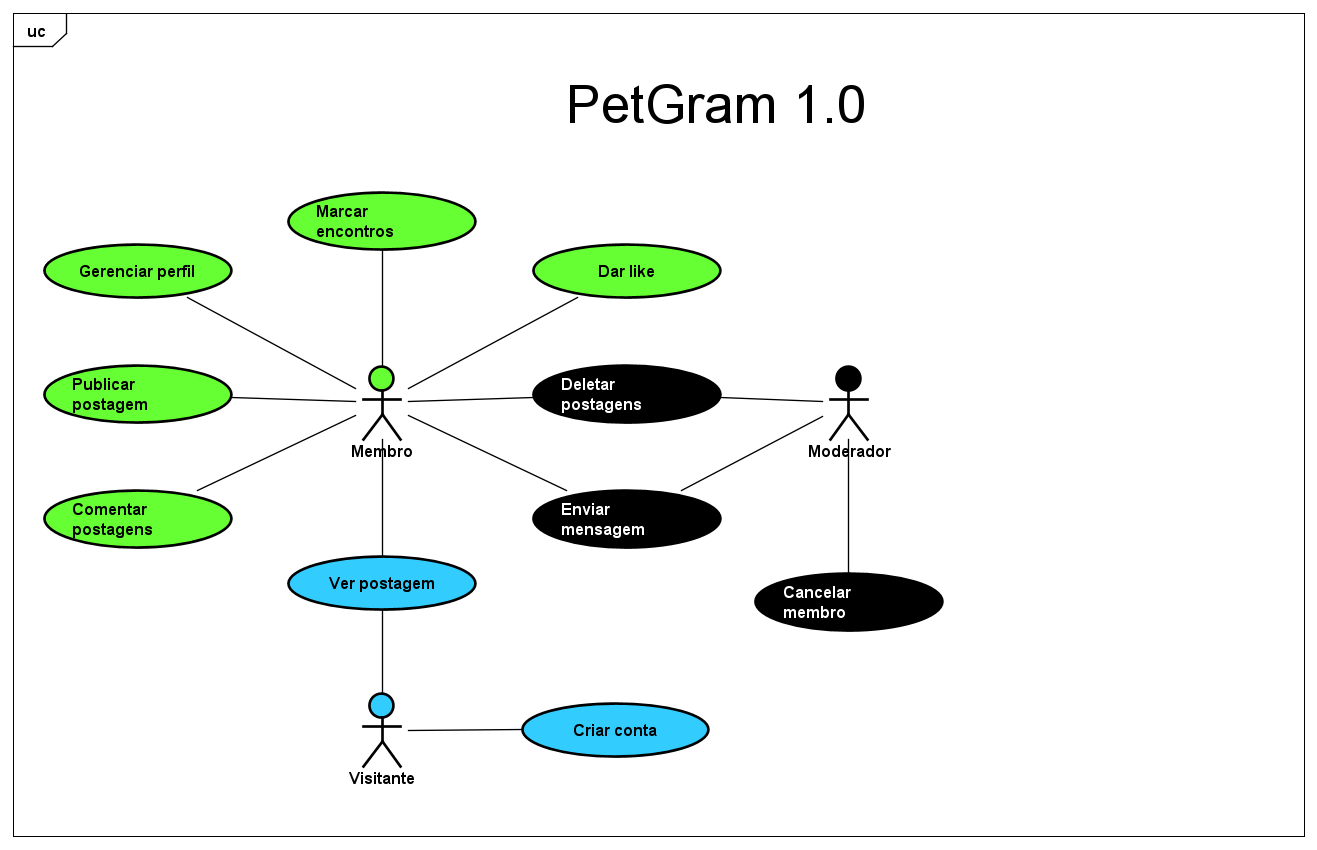 uc
PetGram 1.0
Marcar
encontros
Gerenciar perfil
Dar like
Publicar
postagem
Deletar
postagens
Membro
Moderador
Comentar
postagens
Enviar
mensagem
Ver postagem
Cancelar
membro
Criar conta
Visitante